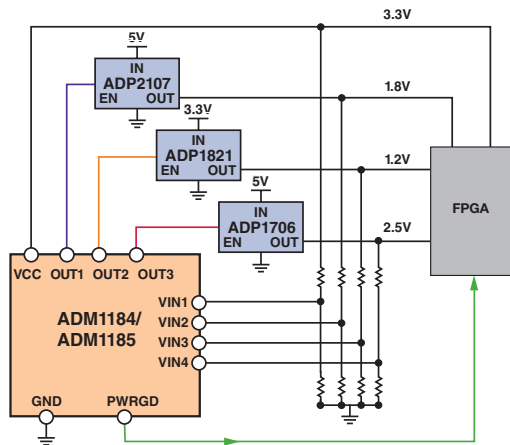 3.3V
5V
IN
ADP2107
EN OUT
1.8V
3.3V
IN
ADP1821
EN OUT
1.2V
5V
IN
ADP1706
EN OUT
2.5V
FPGA
VCC OUT1 OUT2 OUT3
ADM1184/
ADM1185
VIN1
VIN2
VIN3
VIN4
GND PWRGD